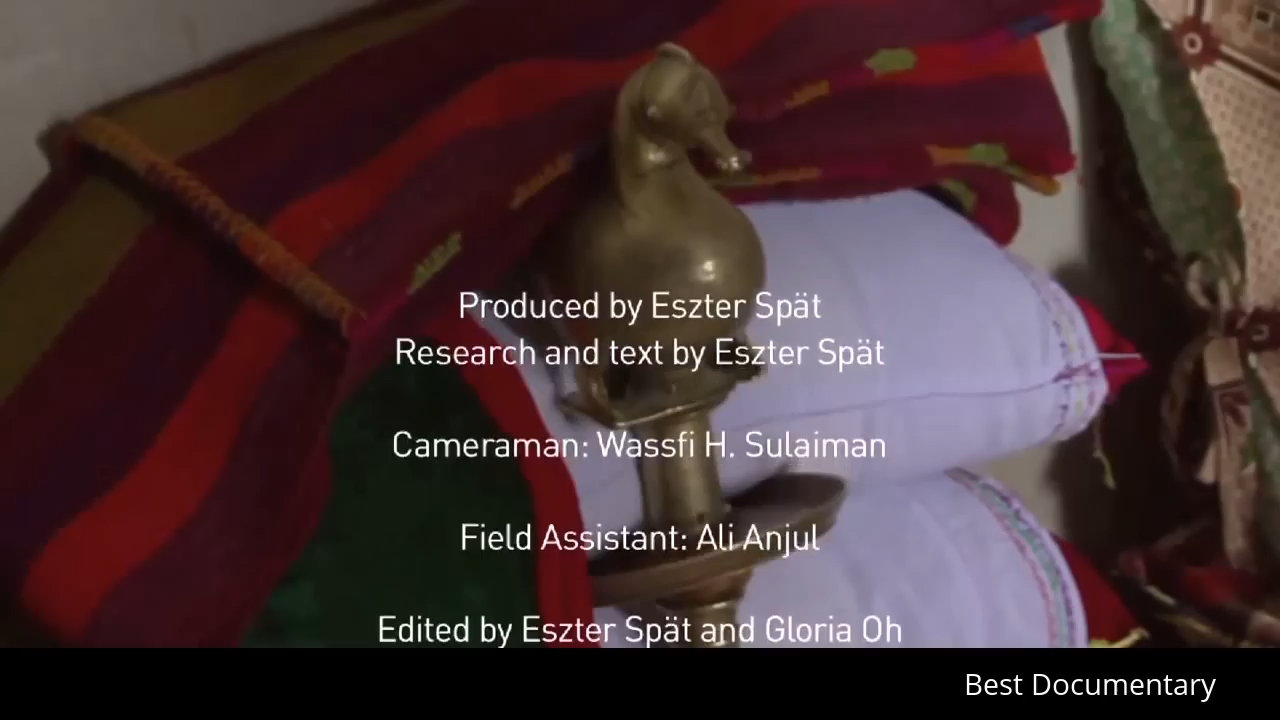 Produced by Eszter Spät
Research and text by Eszter Spät
Cameraman: Wassfi H. Sulaiman
Field Assistant: Ali Anjul
Edited by Eszter Spät and Gloria Oh
Best Documentary